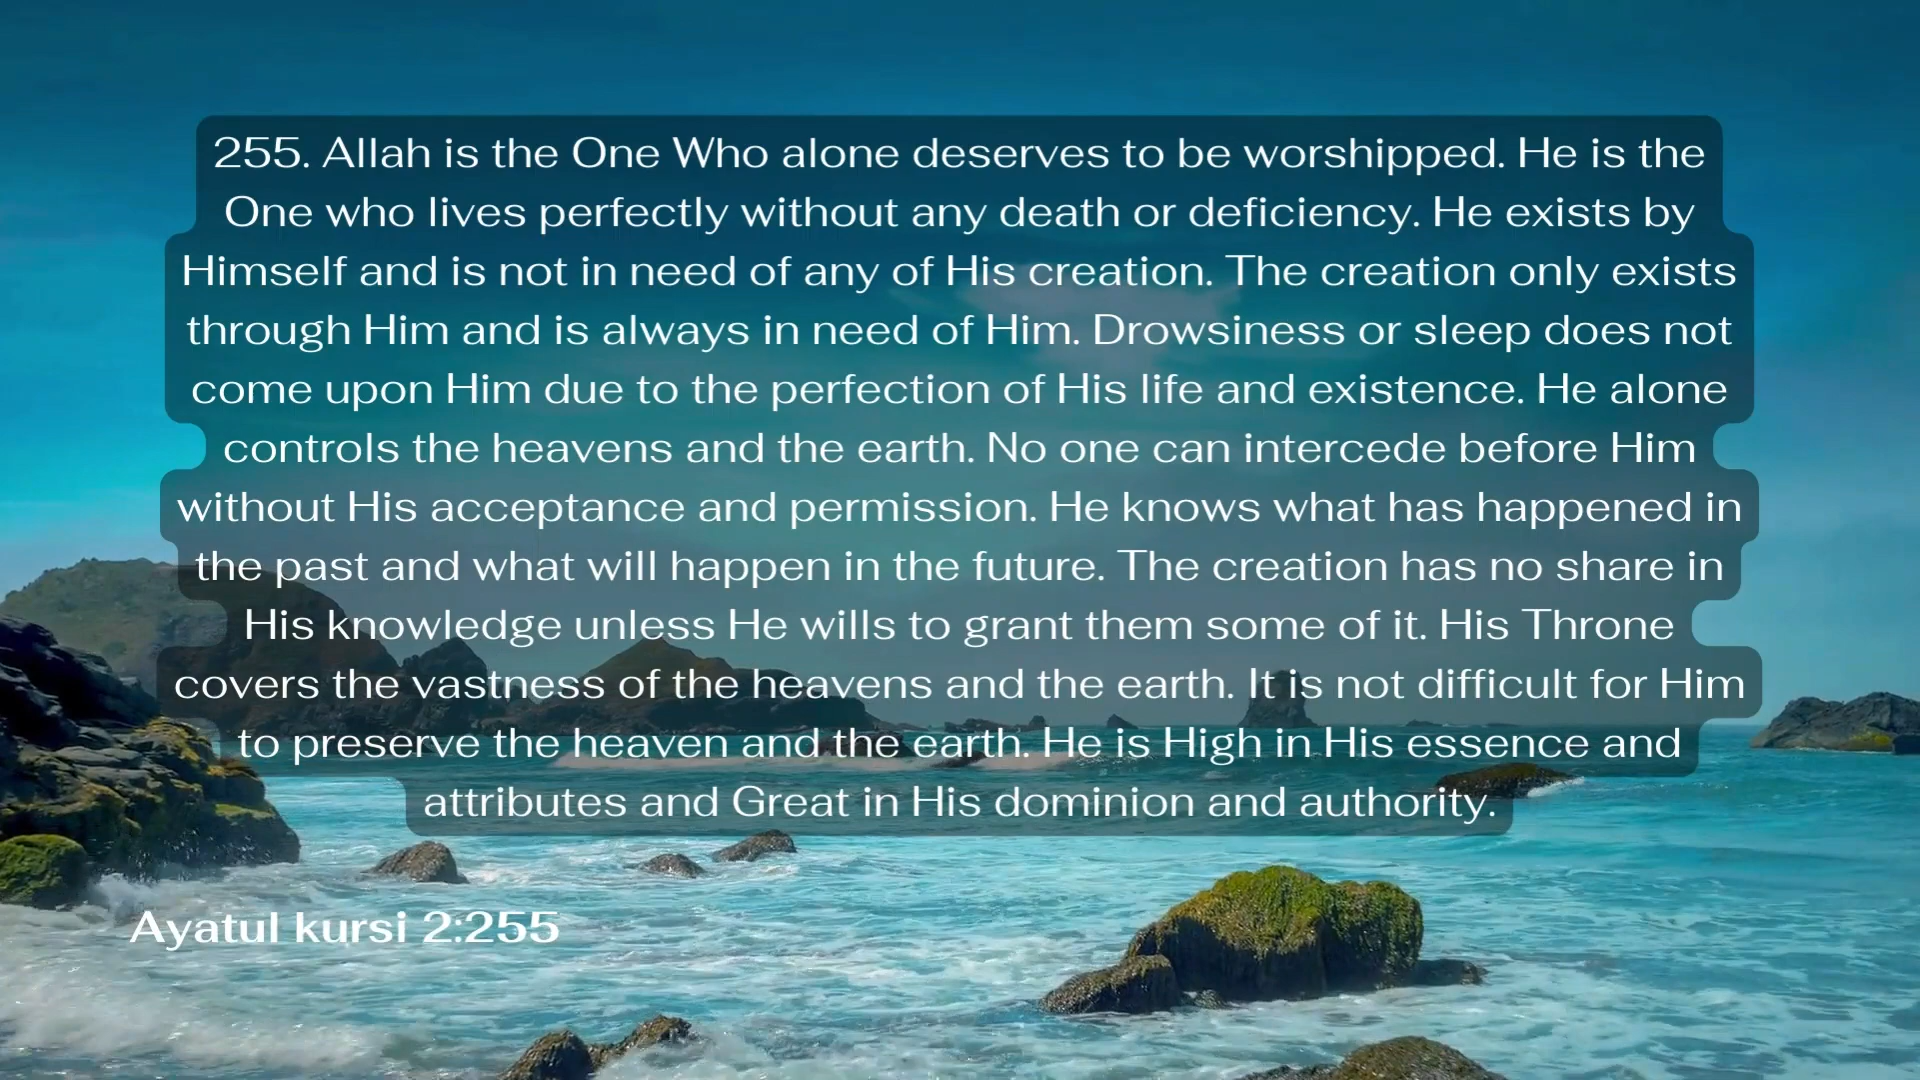 255. Allah is the One Who alone deserves to be worshipped. He is the
One who lives perfectly without any death or deficiency. He exists by
Himself and is not in need of any of His creation. The creation only exists
through Him and is always in need of Him. Drowsiness or sleep does not
come upon Him due to the perfection of His life and existence. He alone
controls the heavens and the earth. No one can intercede before Him
without His acceptance and permission. He knows what has happened in
the past and what will happen in the future. The creation has no share in
His knowledge unless He wills to grant them some of it. His Throne
covers the vastness of the heavens and the earth. It is not difficult for Him
to preserve the heaven and the earth. He is High in His essence and
attributes and Great in His dominion and authority.
Ayatul kursi 2:255